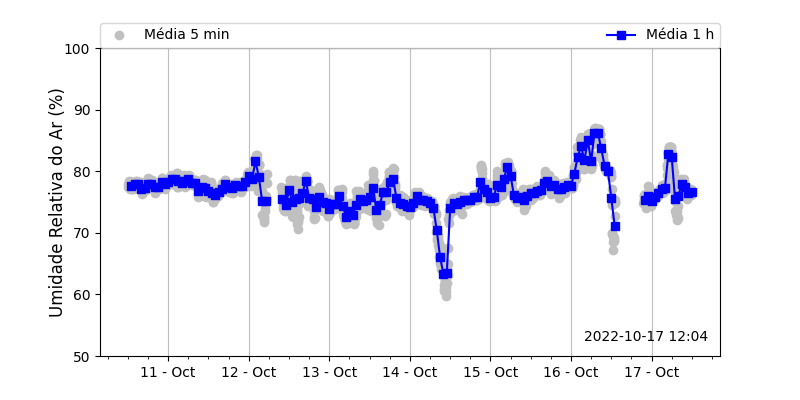 Média 5 min
Média 1 h
100
90
80
70
60
50
Umidade Relativa do Ar (%)
2022-10-17 12:04
11 - Oct
12 - Oct
13 - Oct
14 - Oct
15 - Oct
16 - Oct
17 - Oct